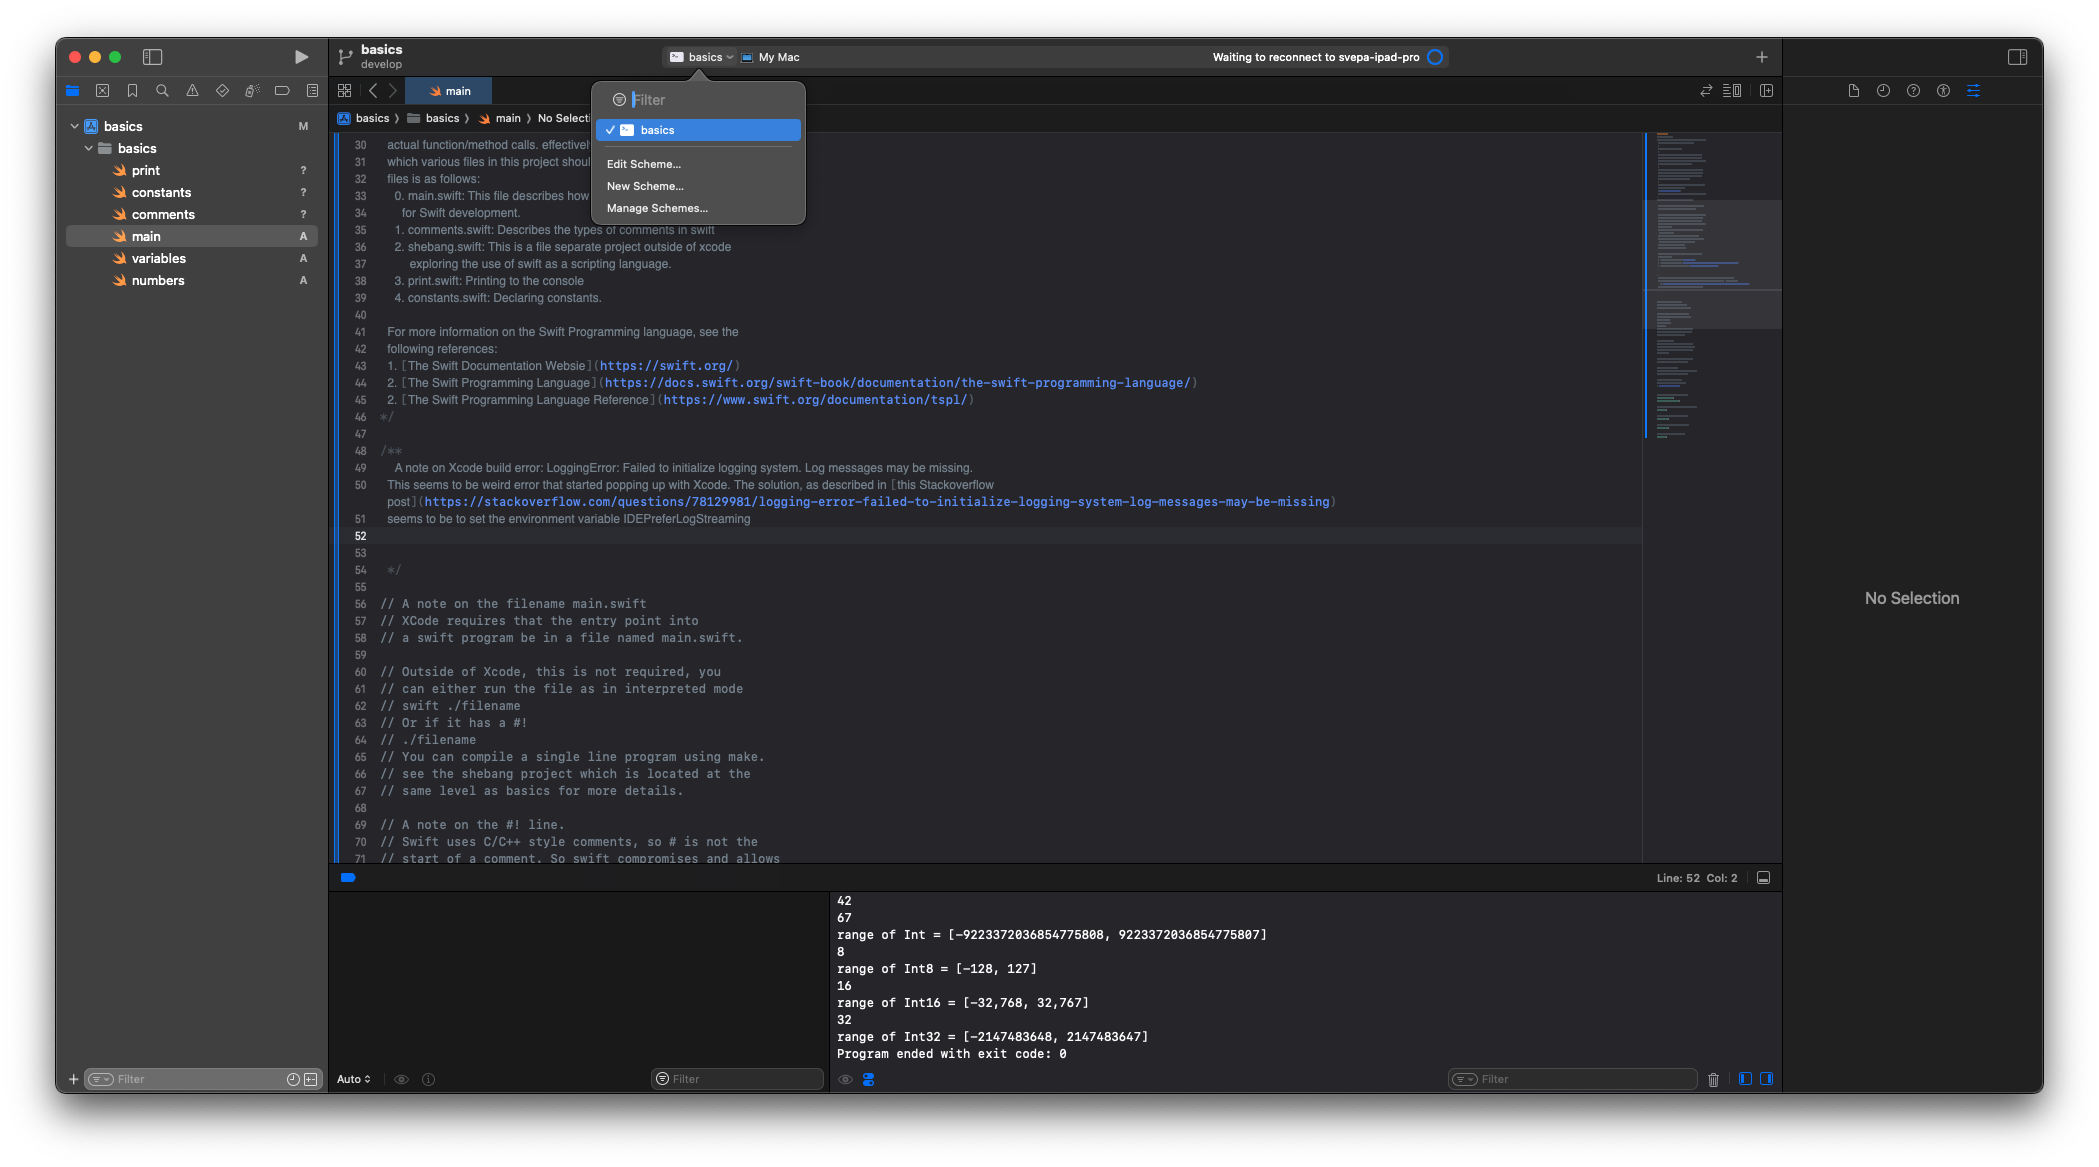 basics
develop
basics
My Mac
Waiting to reconnect to svepa-ipad-pro
main
Filter
basics
Edit Scheme...
New Scheme...
Manage Schemes...
basics M
basics
print ?
constants ?
comments ?
main A
variables A
numbers A
basics basics main No Selecti
30 actual function/method calls. effectivel
31 which various files in this project shoul
32 files is as follows:
33 0. main.swift: This file describes how
34 for Swift development.
35 1. comments.swift: Describes the types of comments in swift
36 2. shebang.swift: This is a file separate project outside of xcode
37 exploring the use of swift as a scripting language.
38 3. print.swift: Printing to the console
39 4. constants.swift: Declaring constants.
40
41 For more information on the Swift Programming language, see the
42 following references:
43 1. [The Swift Documentation Websie](https://swift.org/)
44 2. [The Swift Programming Language](https://docs.swift.org/swift-book/documentation/the-swift-programming-language/)
45 2. [The Swift Programming Language Reference](https://www.swift.org/documentation/tspl/)
46 */
47
48 /**
49 A note on Xcode build error: LoggingError: Failed to initialize logging system. Log messages may be missing.
50 This seems to be weird error that started popping up with Xcode. The solution, as described in [this Stackoverflow
post](https://stackoverflow.com/questions/78129981/logging-error-failed-to-initialize-logging-system-log-messages-may-be-missing)
51 seems to be to set the environment variable IDEPreferLogStreaming
52
53
54 */
55
56 // A note on the filename main.swift
57 // XCode requires that the entry point into
58 // a swift program be in a file named main.swift.
59
60 // Outside of Xcode, this is not required, you
61 // can either run the file as in interpreted mode
62 // swift ./filename
63 // Or if it has a #!
64 // ./filename
65 // You can compile a single line program using make.
66 // see the shebang project which is located at the
67 // same level as basics for more details.
68
69 // A note on the #! line.
70 // Swift uses C/C++ style comments, so # is not the
71 // start of a comment. So swift compromises and allows
No Selection
Line: 52 Col: 2
42
67
range of Int = [-9223372036854775808, 9223372036854775807]
8
range of Int8 = [-128, 127]
16
range of Int16 = [-32,768, 32,767]
32
range of Int32 = [-2147483648, 2147483647]
Program ended with exit code: 0
Filter
Auto
Filter
Filter